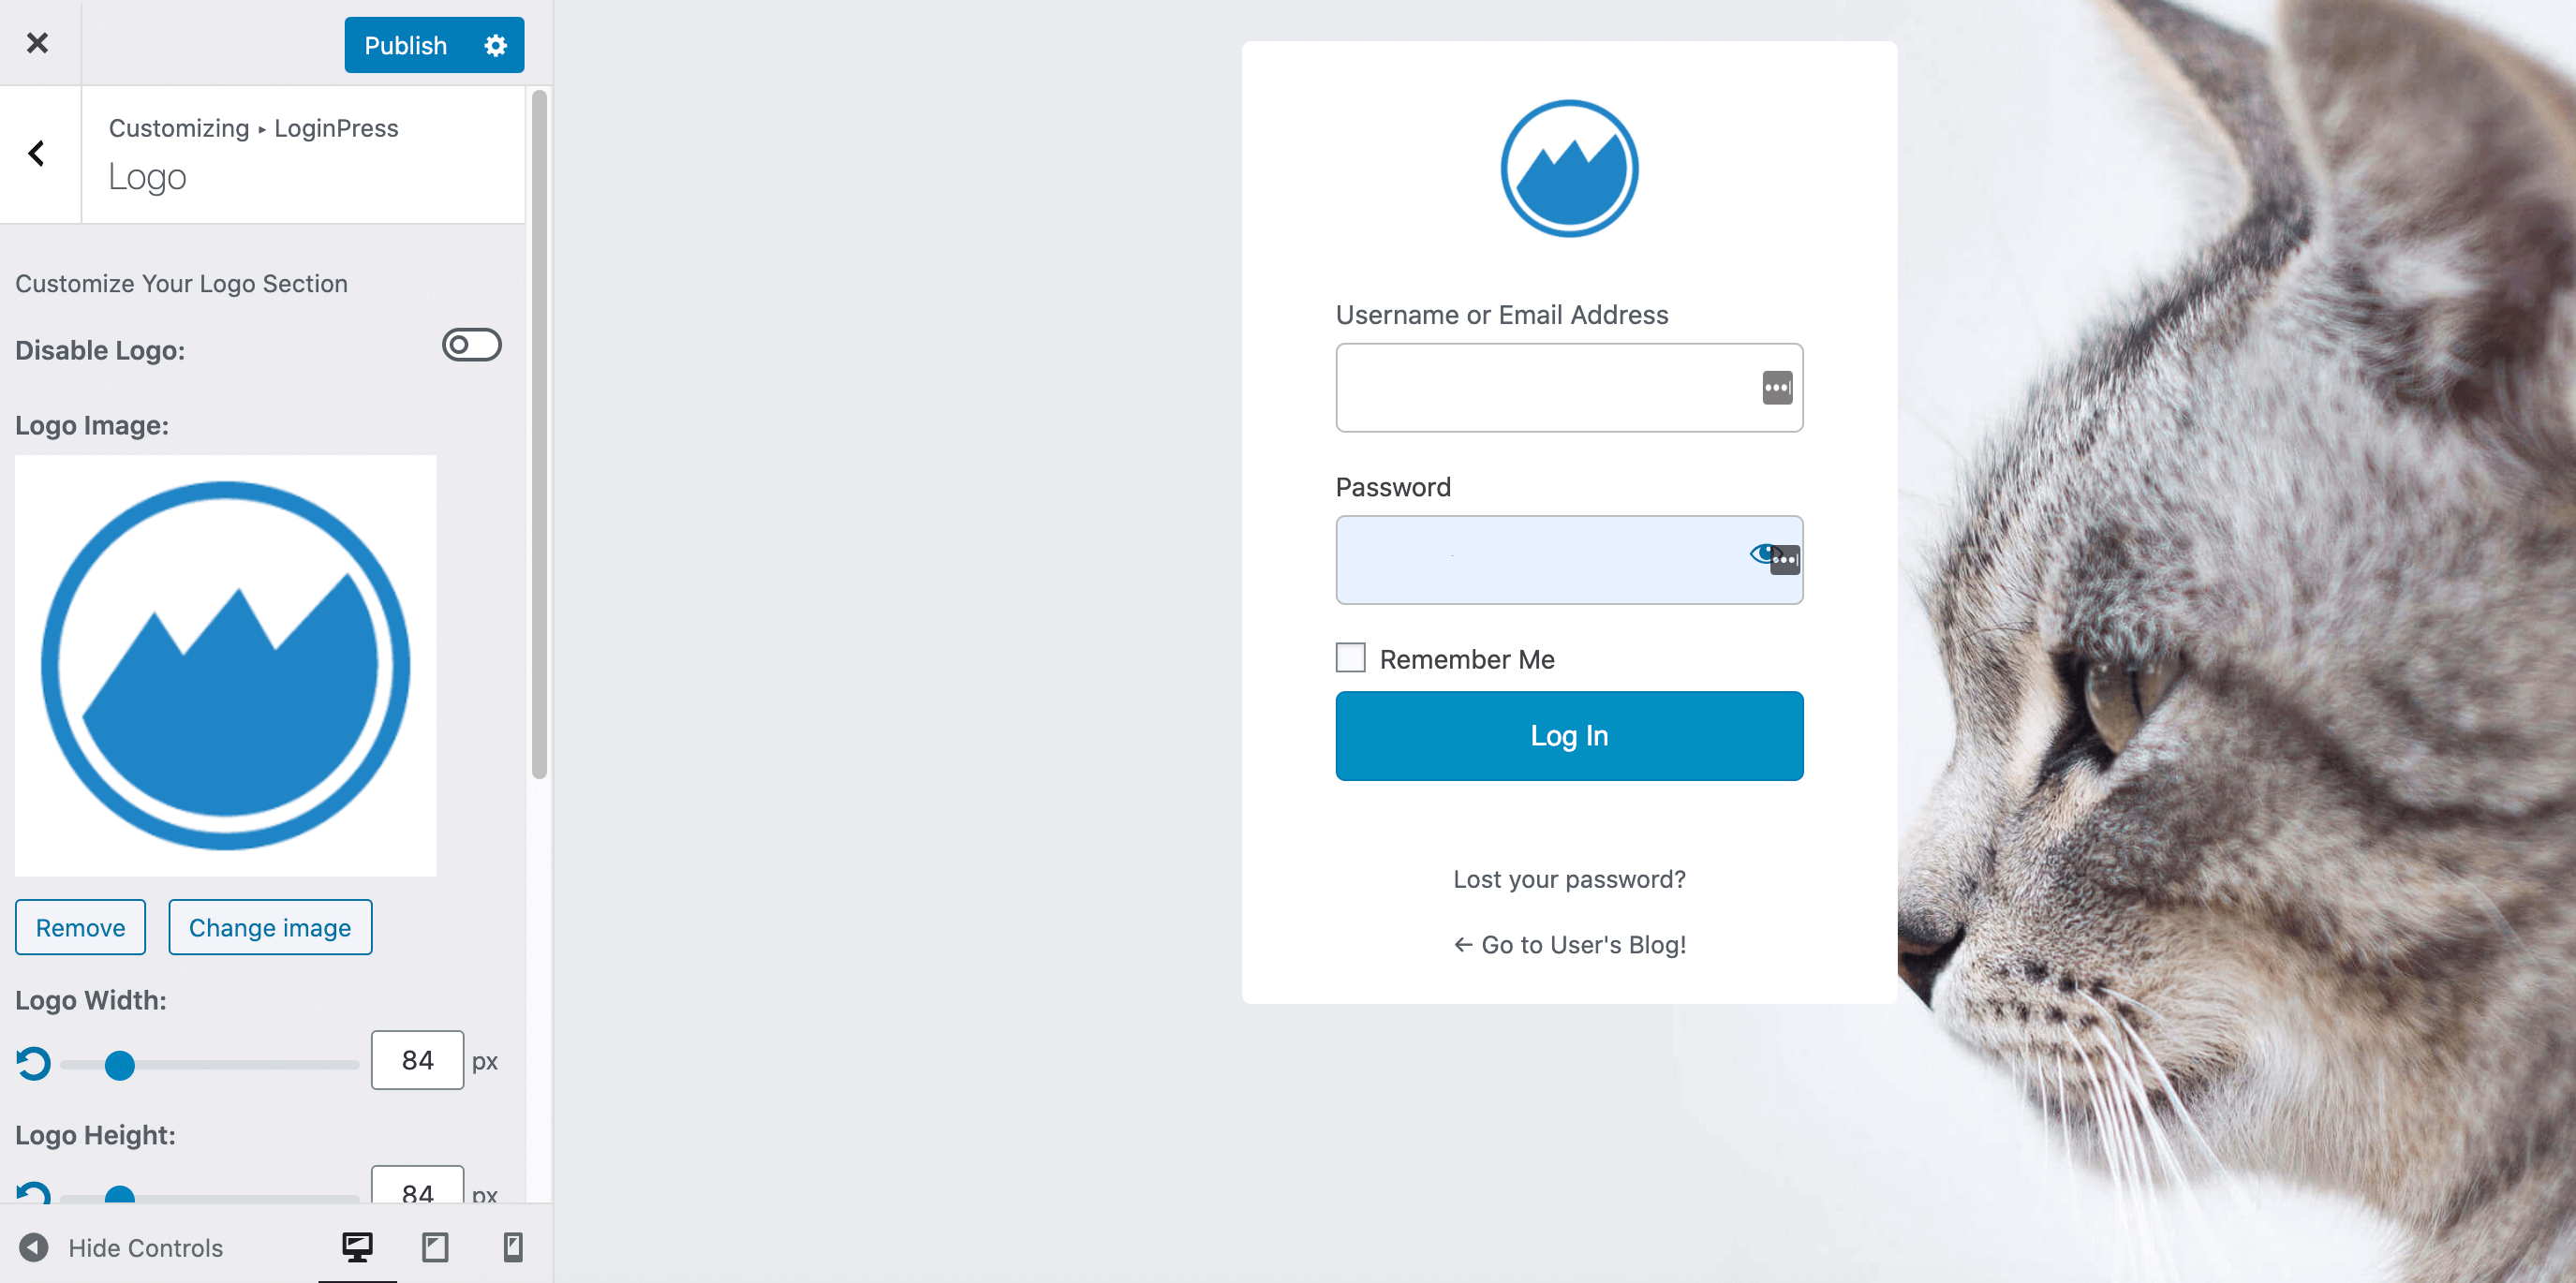 Publish
Customizing ▸ LoginPress
Logo
Customize Your Logo Section
Disable Logo:
Logo Image:
Remove
Change image
Logo Width:
84 px
Logo Height:
84 px
Hide Controls
Username or Email Address
Password
Remember Me
Log In
Lost your password?
← Go to User's Blog!